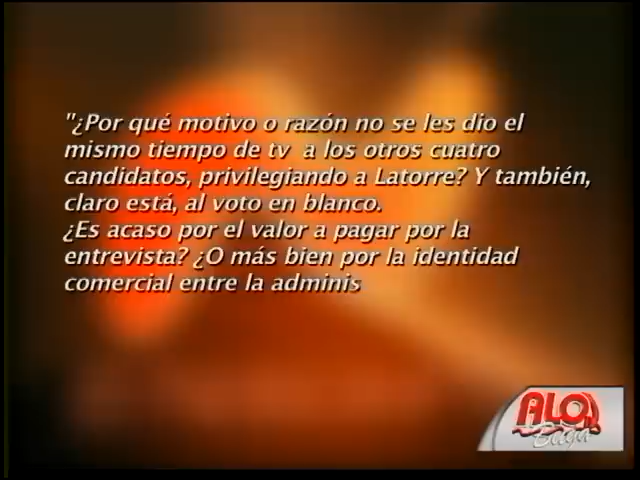 "¿Por qué motivo o razón no se les dio el
mismo tiempo de tv a los otros cuatro
candidatos, privilegiando a Latorre? Y también,
claro está, al voto en blanco.
¿Es acaso por el valor a pagar por la
entrevista? ¿O más bien por la identidad
comercial entre la adminis
ALO
Buga